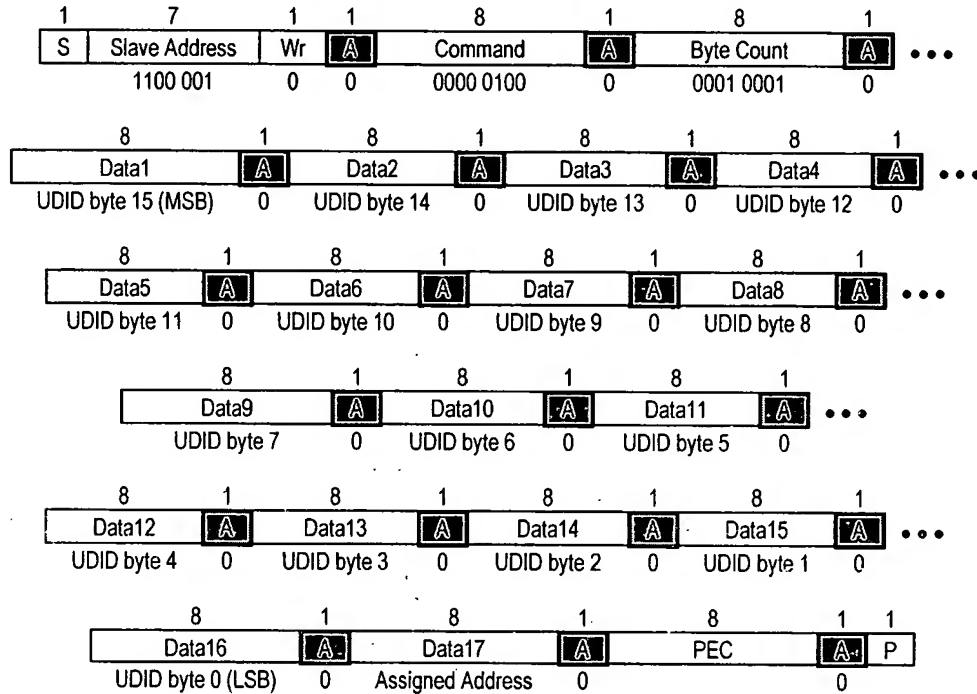 1 7 1 1 8 1 8 1
S Slave Address Wr A Command A Byte Count A
1100 001 0 0 0000 0100 0 0001 0001 0
8 1 8 1 8 1 8 1
Data1 A Data2 A Data3 A Data4 A
UDID byte 15 (MSB) 0 UDID byte 14 0 UDID byte 13 0 UDID byte 12 0
8 1 8 1 8 1 8 1
Data5 A Data6 A Data7 A Data8 A
UDID byte 11 0 UDID byte 10 0 UDID byte 9 0 UDID byte 8 0
8 1 8 1 8 1
Data9 A Data10 A Data11 A
UDID byte 7 0 UDID byte 6 0 UDID byte 5 0
8 1 8 1 8 1 8 1
Data12 A Data13 A Data14 A Data15 A
UDID byte 4 0 UDID byte 3 0 UDID byte 2 0 UDID byte 1 0
8 1 8 1 8 1 1
Data16 A Data17 A PEC A P
UDID byte 0 (LSB) 0 Assigned Address 0 0